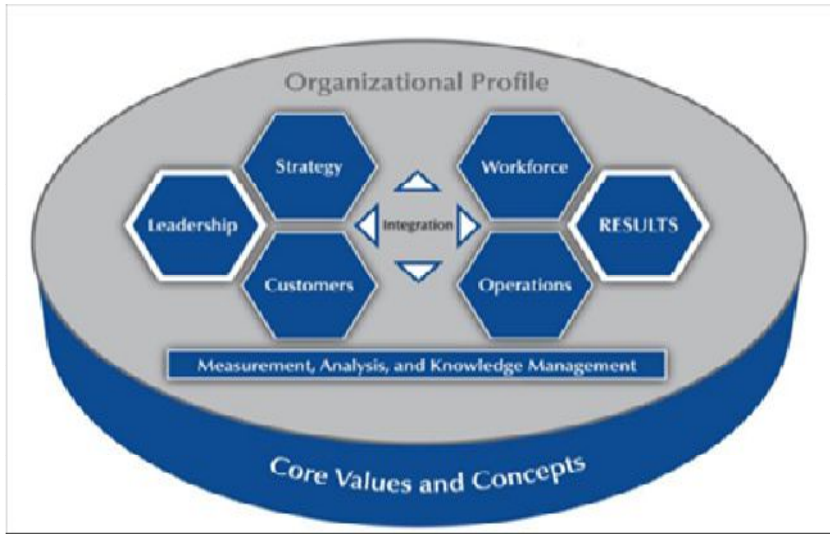 Organizational Profile
Strategy
Workforce
Leadership
Integration
RESULTS
Customers
Operations
Measurement, Analysis, and Knowledge Management
Core Values and Concepts